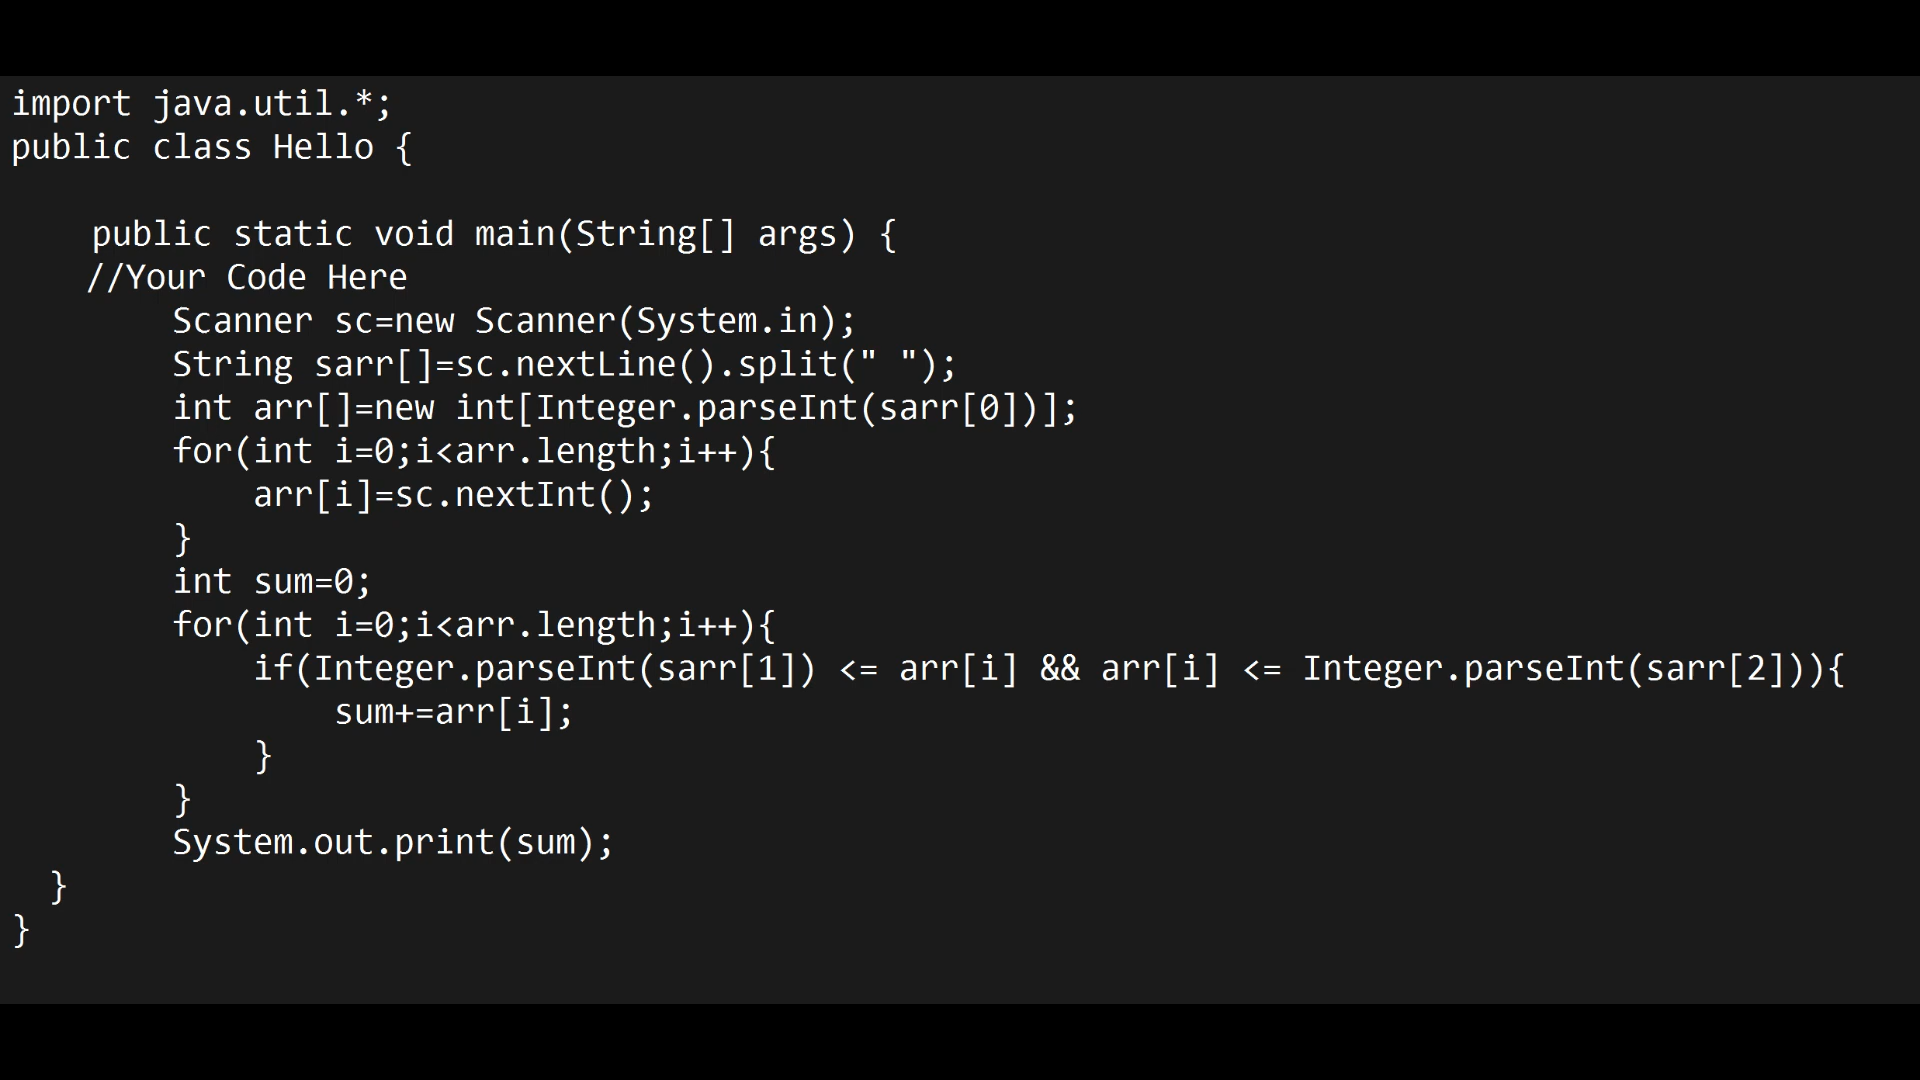 import java.util.*;
public class Hello {
public static void main(String[] args) {
//Your Code Here
Scanner sc=new Scanner(System.in);
String sarr[]=sc.nextLine().split(" ");
int arr[]=new int[Integer.parseInt(sarr[0])];
for(int i=0;i<arr.length;i++){
arr[i]=sc.nextInt();
}
int sum=0;
for(int i=0;i<arr.length;i++){
if(Integer.parseInt(sarr[1]) <= arr[i] && arr[i] <= Integer.parseInt(sarr[2])){
sum+=arr[i];
}
}
System.out.print(sum);
}
}